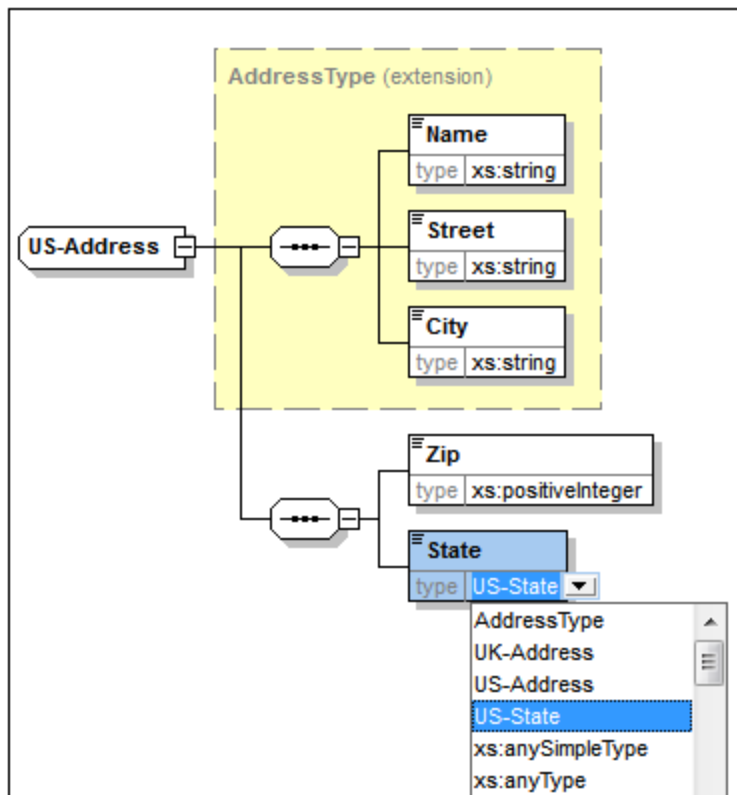 AddressType (extension)
Name
type xs:string
US-Address
Street
type xs:string
City
type xs:string
Zip
type xs:positiveInteger
State
type US-State
AddressType
UK-Address
US-Address
US-State
xs:anySimpleType
xs:anyType